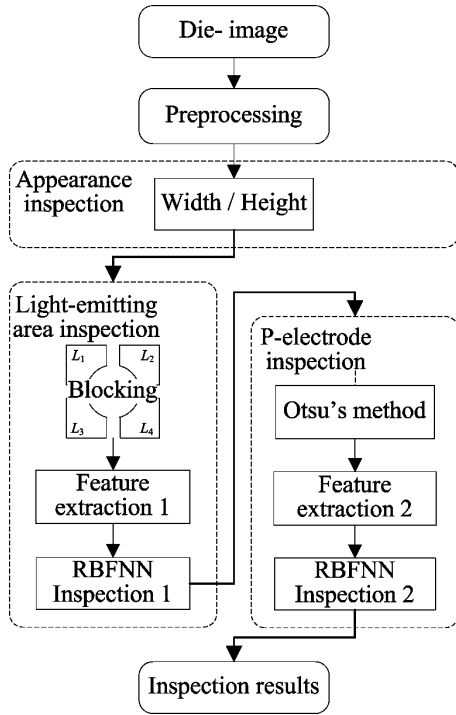 Die- image
Preprocessing
Appearance
inspection
Width / Height
Light-emitting
area inspection
L1 L2
Blocking
L3 L4
Feature
extraction 1
RBFNN
Inspection 1
P-electrode
inspection
Otsu's method
Feature
extraction 2
RBFNN
Inspection 2
Inspection results